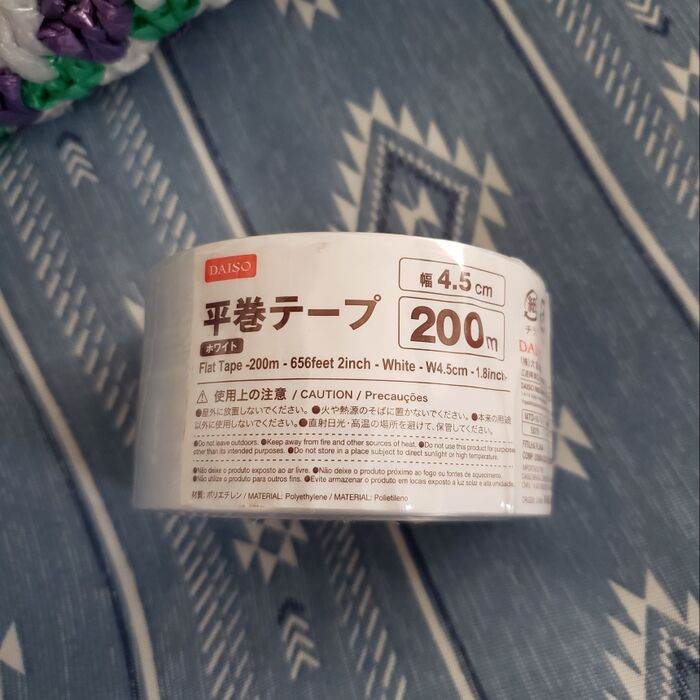 DAISO
幅 4.5cm
平巻テープ
200m
ホワイト
Flat Tape -200m - 656feet 2inch - White - W4.5cm - 1.8inch
⚠ 使用上の注意 / CAUTION / Precauções
●屋外に放置しないでください。●火や熱源のそばに置かないでください。●本来の用途
以外に使用しないでください。●直射日光・高温の場所を避けて、保管してください。
●Do not leave outdoors. ●Keep away from fire and other sources of heat. ●Do not use this product for purposes
other than its intended purposes. ●Do not store in a place subject to direct sunlight or high temperature.
●Não deixe o produto exposto ao ar livre. ●Não deixe o produto próximo ao fogo ou fontes de aquecimento.
●Não utilize o produto para outros fins. ●Evite armazenar o produto em locais exposto a luz solar e alta umidade.
材質: ポリエチレン / MATERIAL: Polyethylene / MATERIAL: Polietileno
紙